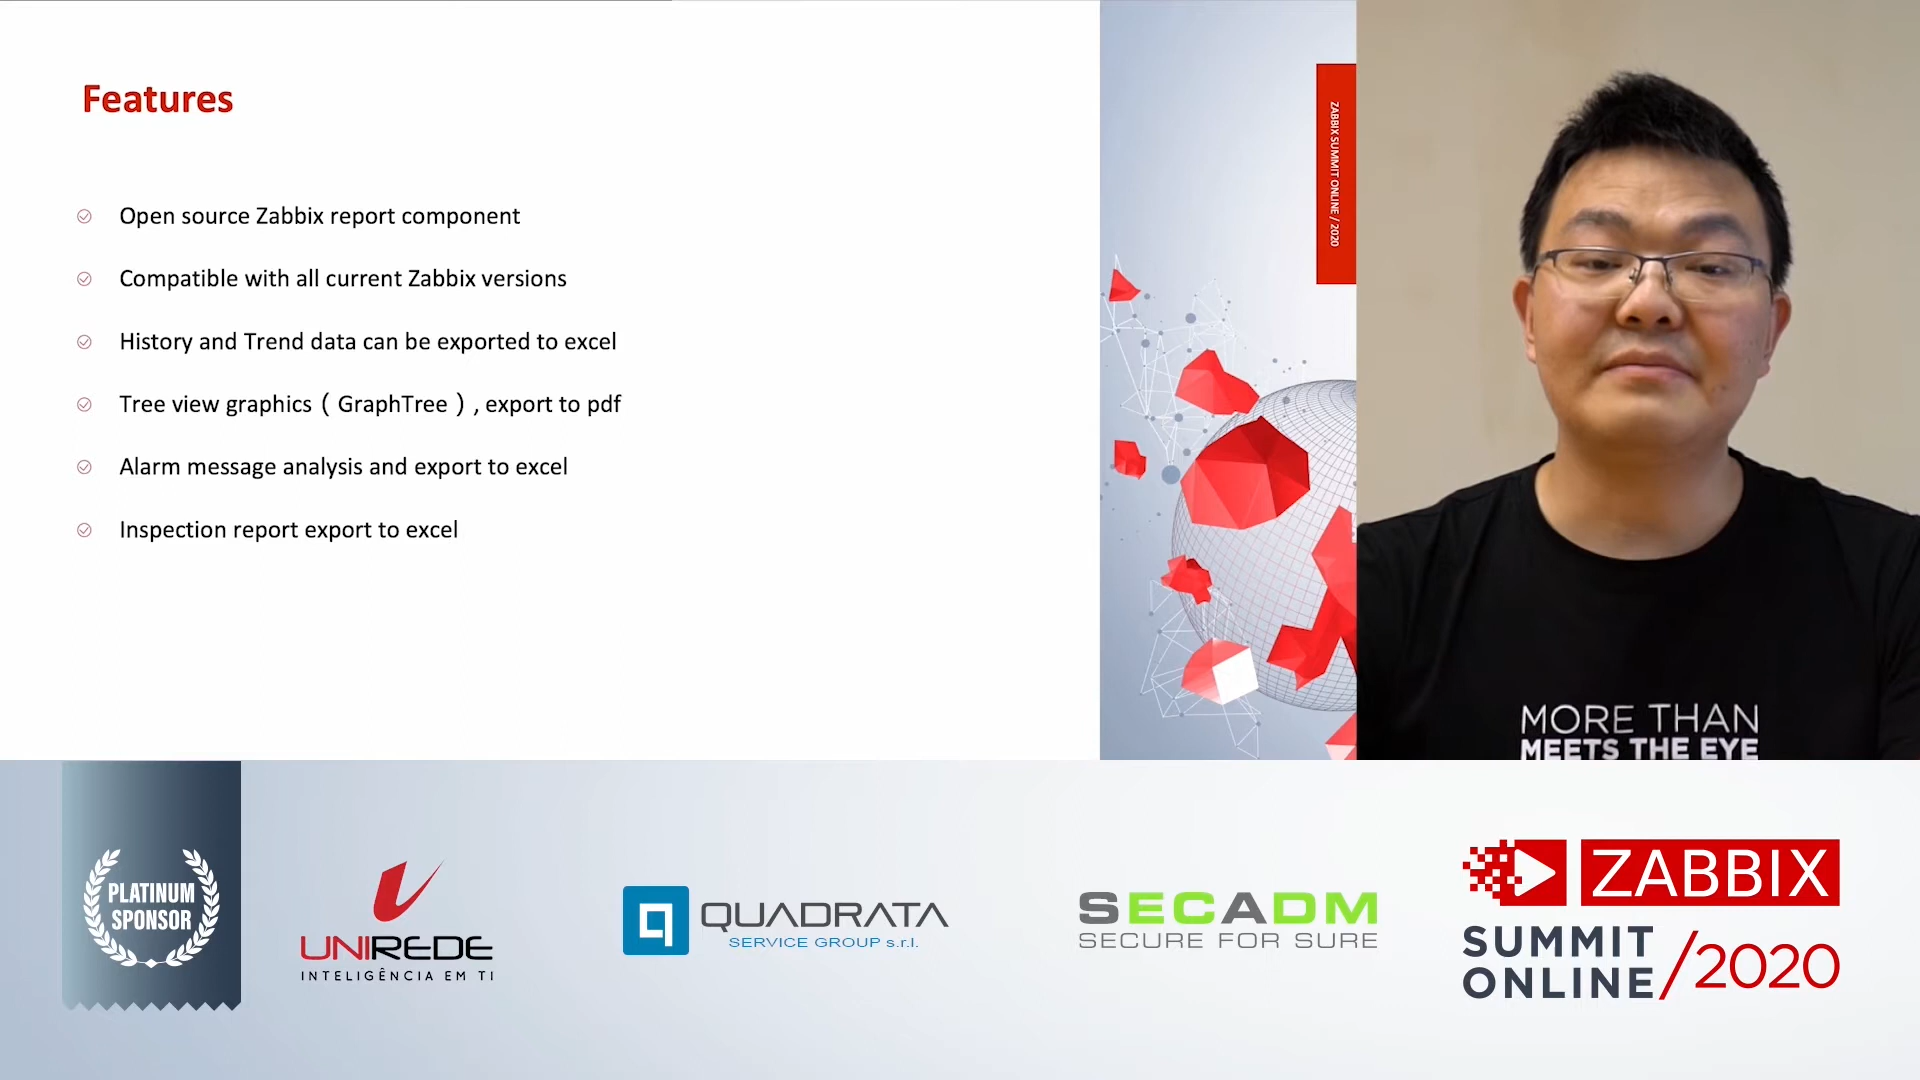 Features
Open source Zabbix report component
Compatible with all current Zabbix versions
History and Trend data can be exported to excel
Tree view graphics ( GraphTree ) , export to pdf
Alarm message analysis and export to excel
Inspection report export to excel
ZABBIX SUMMIT ONLINE / 2020
MORE THAN
MEETS THE EYE
PLATINUM
SPONSOR
UNIREDE
INTELIGÊNCIA EM TI
QUADRATA
SERVICE GROUP s.r.l.
SECADM
SECURE FOR SURE
ZABBIX
SUMMIT
ONLINE /2020